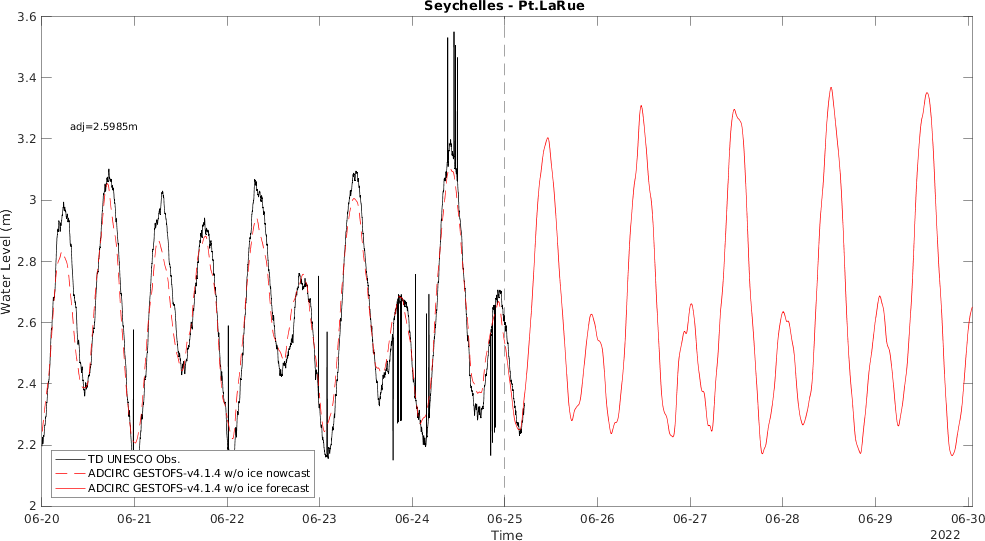 Seychelles - Pt.LaRue
3.6
3.4
3.2
3
2.8
2.6
2.4
2.2
2
Water Level (m)
adj=2.5985m
TD UNESCO Obs.
ADCIRC GESTOFS-v4.1.4 w/o ice nowcast
ADCIRC GESTOFS-v4.1.4 w/o ice forecast
06-20 06-21 06-22 06-23 06-24 06-25 06-26 06-27 06-28 06-29 06-30
Time
2022